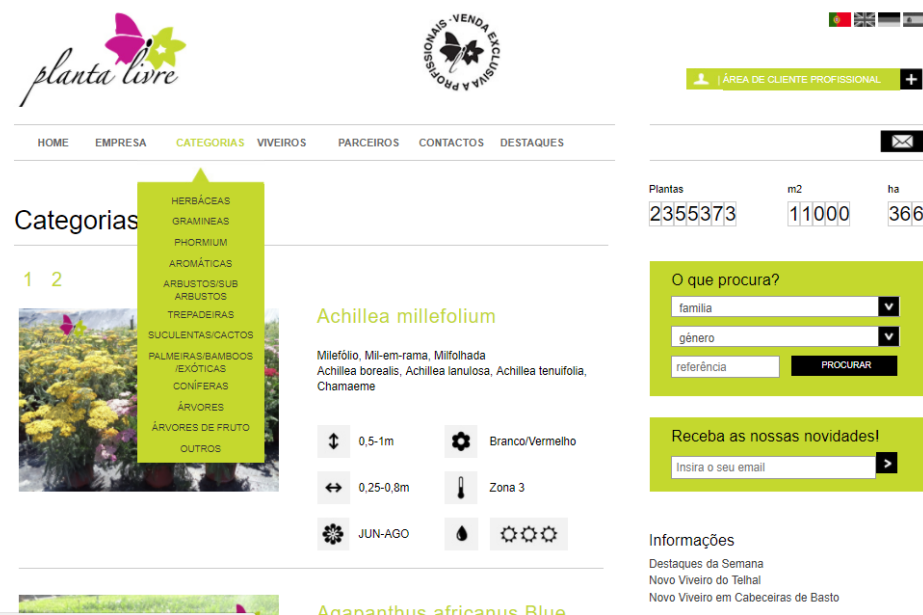 planta livre
PROFISSIONAIS - VENDA EXCLUSIVA A
| ÁREA DE CLIENTE PROFISSIONAL
+
HOME EMPRESA CATEGORIAS VIVEIROS PARCEIROS CONTACTOS DESTAQUES
HERBÁCEAS
GRAMINEAS
PHORMIUM
AROMÁTICAS
ARBUSTOS/SUB
ARBUSTOS
TREPADEIRAS
SUCULENTAS/CACTOS
PALMEIRAS/BAMBOOS
/EXÓTICAS
CONÍFERAS
ÁRVORES
ÁRVORES DE FRUTO
OUTROS
Categorias
1 2
Achillea millefolium
Milefólio, Mil-em-rama, Milfolhada
Achillea borealis, Achillea lanulosa, Achillea tenuifolia,
Chamaeme
0,5-1m
Branco/Vermelho
0,25-0,8m
Zona 3
JUN-AGO
Agapanthus africanus Blue
Plantas m2 ha
2355373 11000 366
O que procura?
familia
género
referência
PROCURAR
Receba as nossas novidades!
Insira o seu email
>
Informações
Destaques da Semana
Novo Viveiro do Telhal
Novo Viveiro em Cabeceiras de Basto